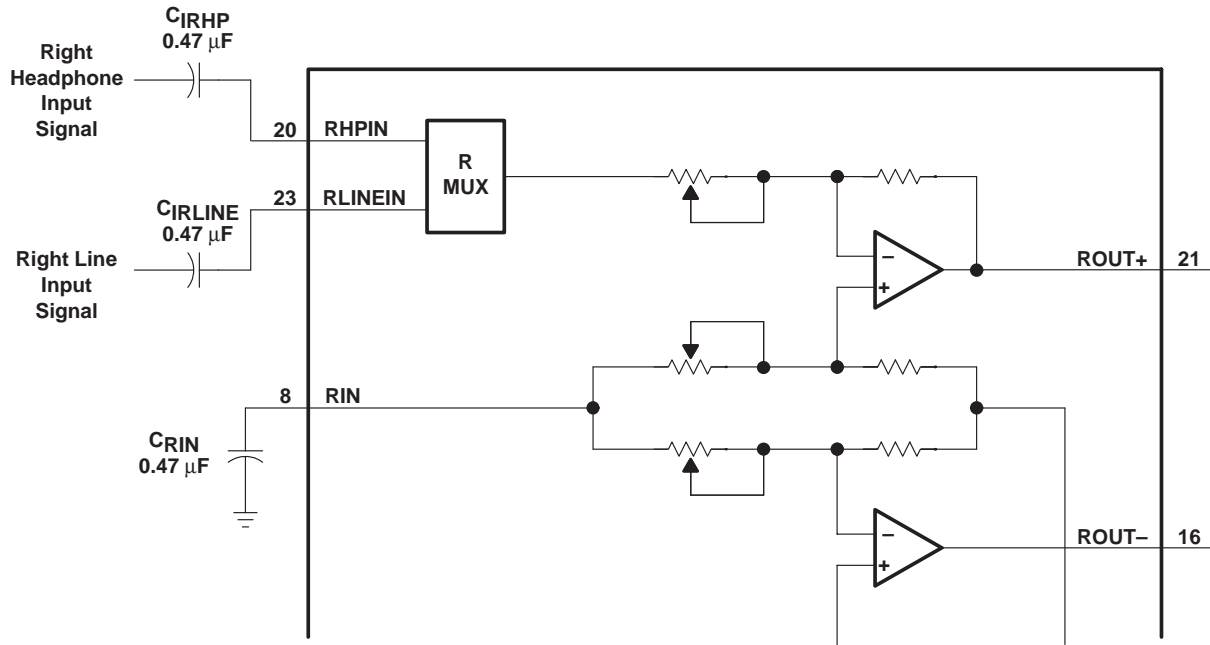 CIRHP
0.47 μF
Right
Headphone
Input
Signal
20
RHPIN
R
MUX
23
RLINEIN
CIRLINE
0.47 μF
Right Line
Input
Signal
−
+
ROUT+
21
8
RIN
CRIN
0.47 μF
−
+
ROUT−
16